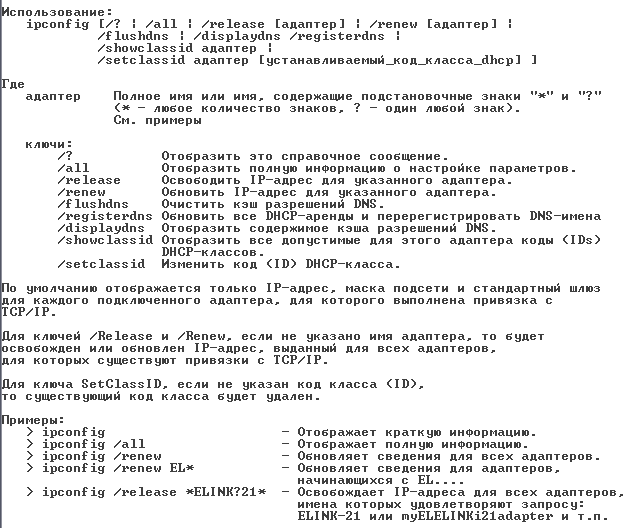 Использование:
ipconfig [/? ¦ /all ¦ /release [адаптер] ¦ /renew [адаптер] ¦
/flushdns ¦ /displaydns /registerdns ¦
/showclassid адаптер ¦
/setclassid адаптер [устанавливаемый_код_класса_dhcp] ]
Где
адаптер Полное имя или имя, содержащие подстановочные знаки "*" и "?"
(* - любое количество знаков, ? - один любой знак).
См. примеры
ключи:
/? Отобразить это справочное сообщение.
/all Отобразить полную информацию о настройке параметров.
/release Освободить IP-адрес для указанного адаптера.
/renew Обновить IP-адрес для указанного адаптера.
/flushdns Очистить кэш разрешений DNS.
/registerdns Обновить все DHCP-аренды и перерегистрировать DNS-имена
/displaydns Отобразить содержимое кэша разрешений DNS.
/showclassid Отобразить все допустимые для этого адаптера коды (IDs)
DHCP-классов.
/setclassid Изменить код (ID) DHCP-класса.
По умолчанию отображается только IP-адрес, маска подсети и стандартный шлюз
для каждого подключенного адаптера, для которого выполнена привязка с
TCP/IP.
Для ключей /Release и /Renew, если не указано имя адаптера, то будет
освобожден или обновлен IP-адрес, выданный для всех адаптеров,
для которых существуют привязки с TCP/IP.
Для ключа SetClassID, если не указан код класса (ID),
то существующий код класса будет удален.
Примеры:
> ipconfig - Отображает краткую информацию.
> ipconfig /all - Отображает полную информацию.
> ipconfig /renew - Обновляет сведения для всех адаптеров.
> ipconfig /renew EL* - Обновляет сведения для адаптеров,
начинающихся с EL....
> ipconfig /release *ELINK?21* - Освобождает IP-адреса для всех адаптеров,
имена которых удовлетворяют запросу:
ELINK-21 или myELELINKi21adapter и т.п.